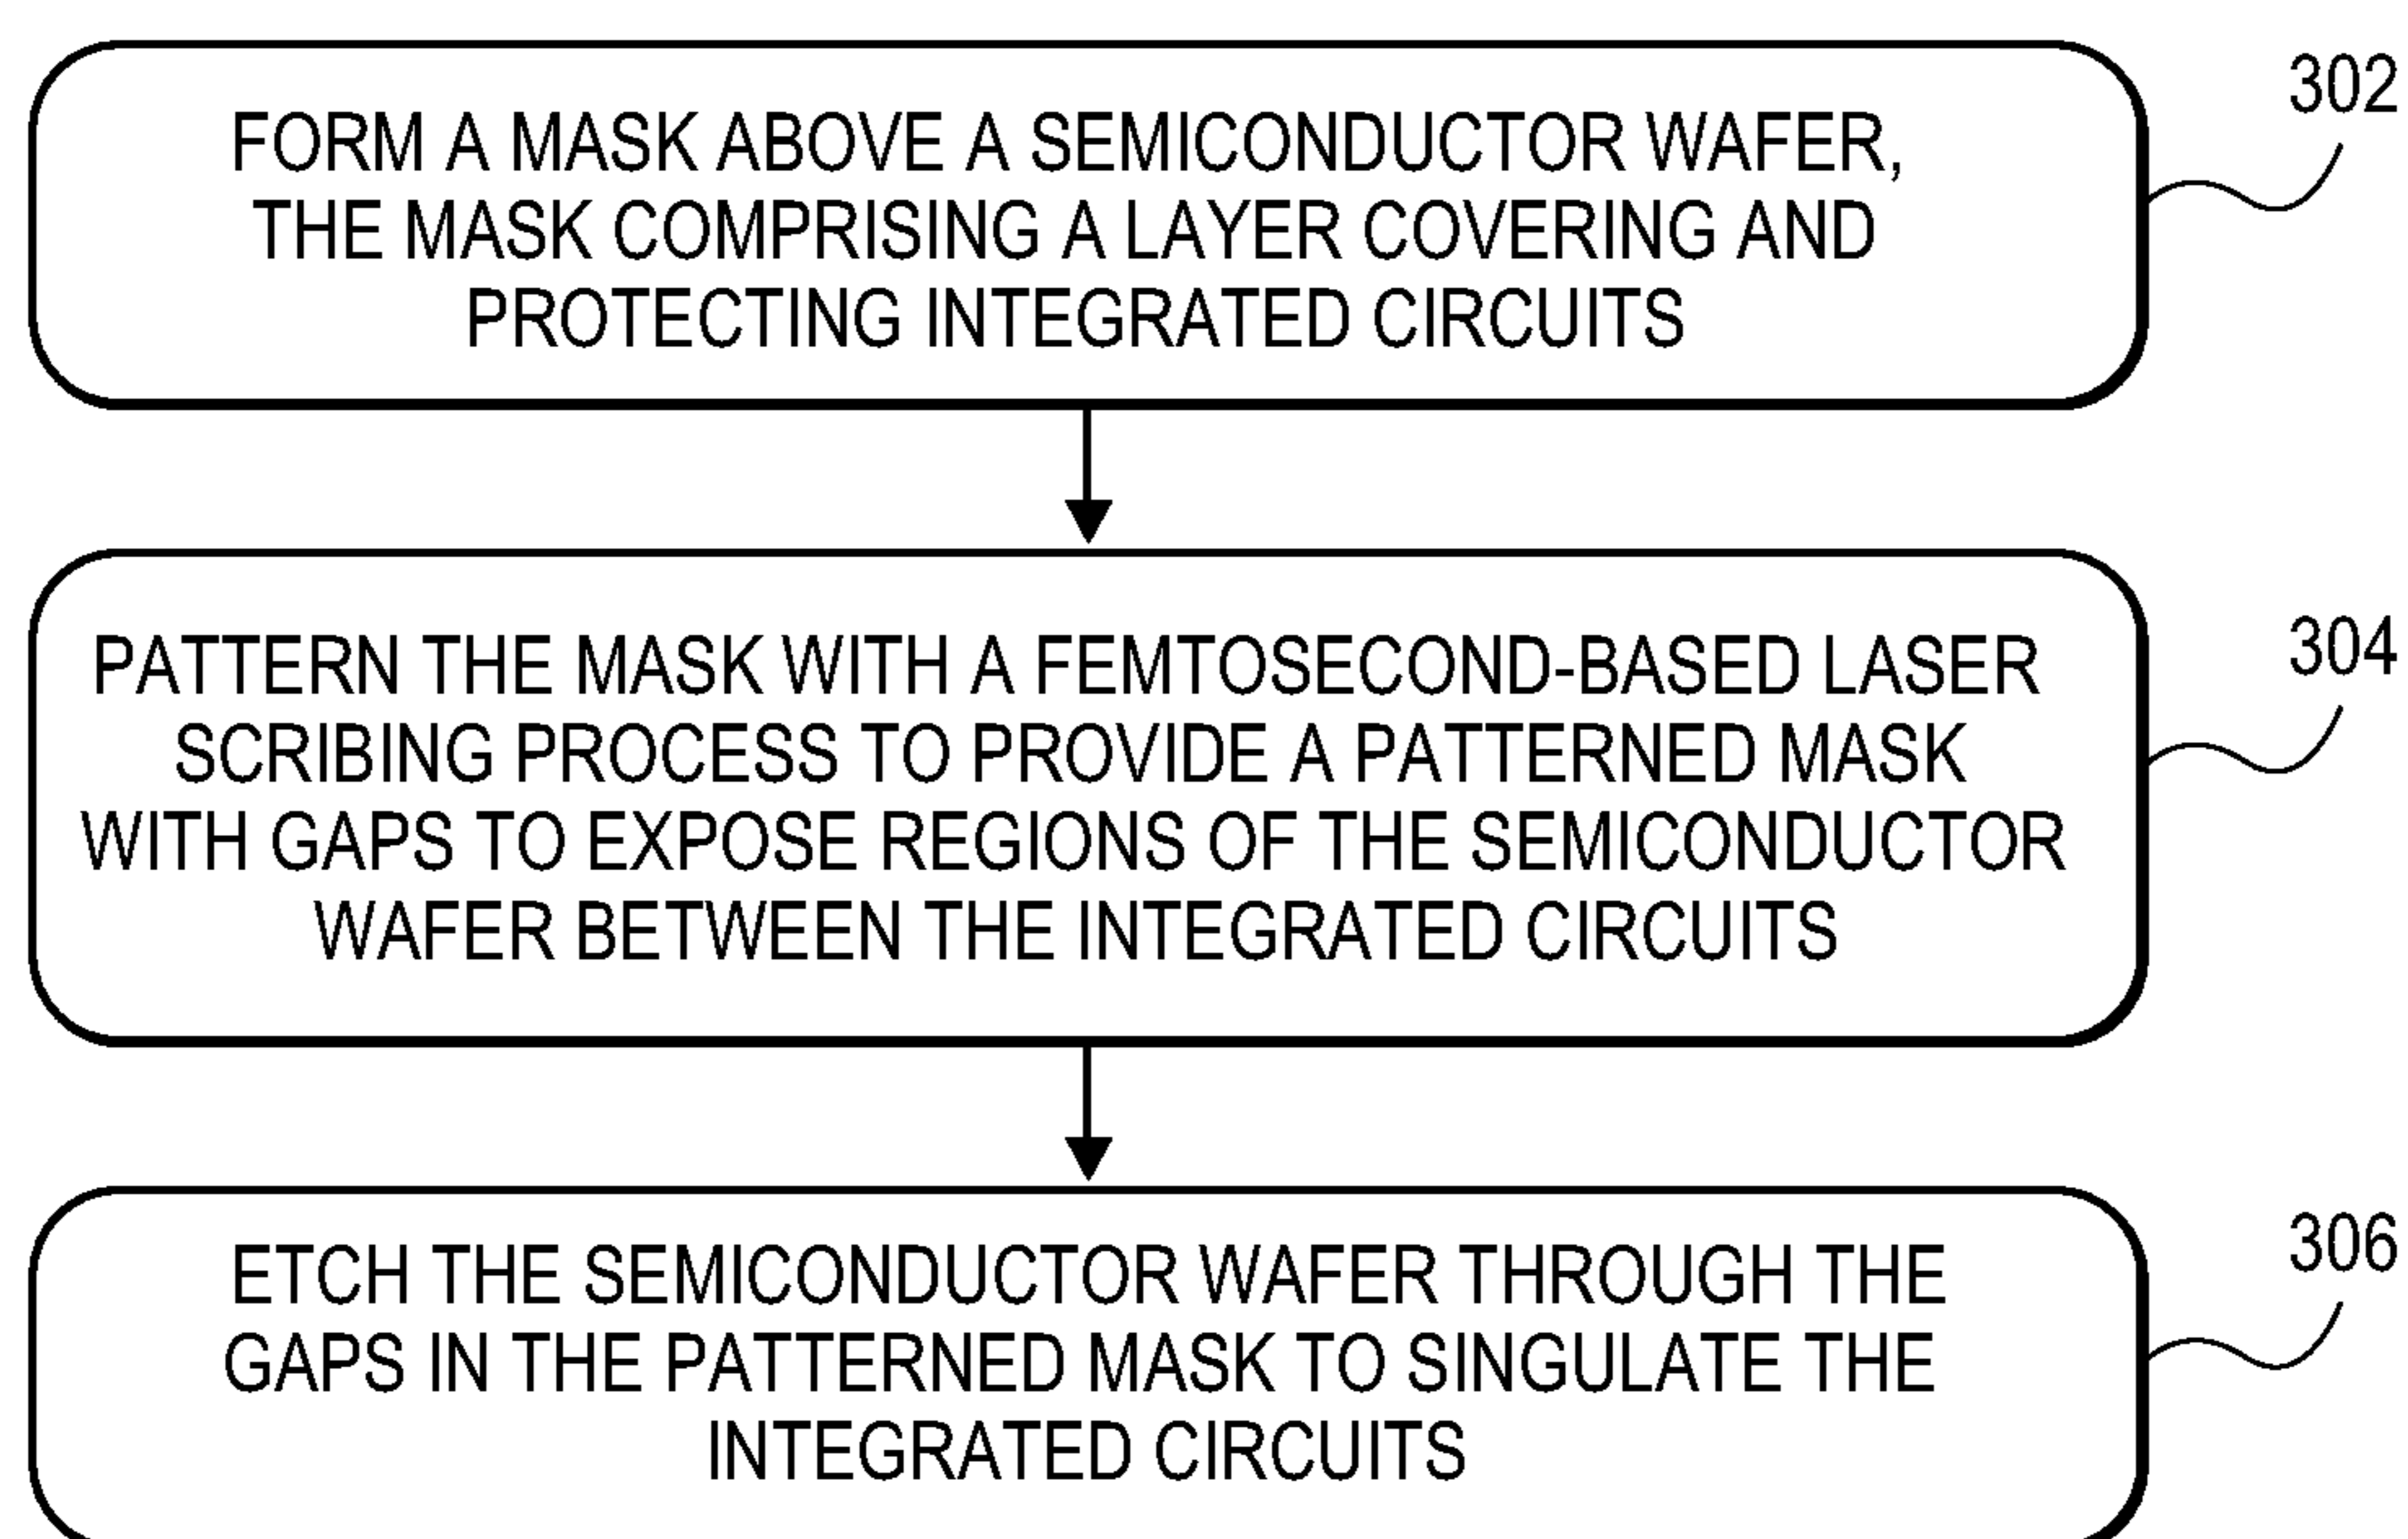 FORM A MASK ABOVE A SEMICONDUCTOR WAFER,
THE MASK COMPRISING A LAYER COVERING AND
PROTECTING INTEGRATED CIRCUITS
302
PATTERN THE MASK WITH A FEMTOSECOND-BASED LASER
SCRIBING PROCESS TO PROVIDE A PATTERNED MASK
WITH GAPS TO EXPOSE REGIONS OF THE SEMICONDUCTOR
WAFER BETWEEN THE INTEGRATED CIRCUITS
304
ETCH THE SEMICONDUCTOR WAFER THROUGH THE
GAPS IN THE PATTERNED MASK TO SINGULATE THE
INTEGRATED CIRCUITS
306